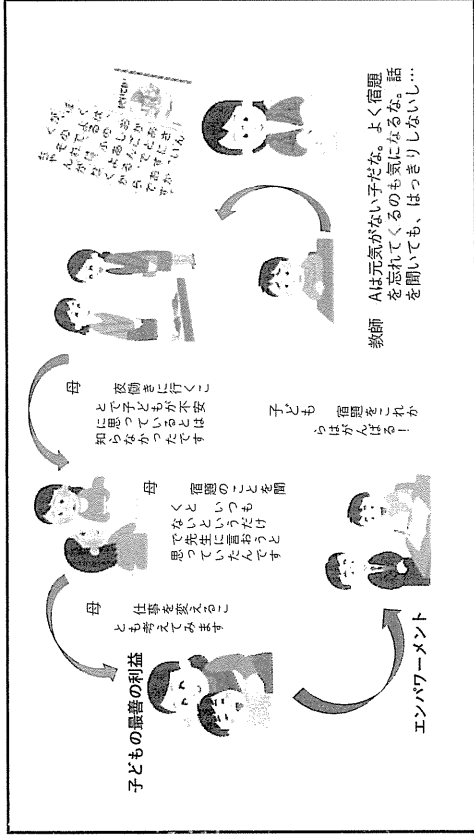 教師　Aは元気がない子だな。よく宿題
を忘れてくるのも気になるな。話
を聞いても、はっきりしないし…
母　夜働きに行くこ
とで子どもが不安
に思っているとは
知らなかったです
母　宿題のことを聞
くと　いつも
ないというだけ
で先生に言おうと
思っていたんです
母　仕事を変えるこ
とも考えてみます
子どもの最善の利益
エンパワーメント
子ども　宿題をこれか
らはがんばる！